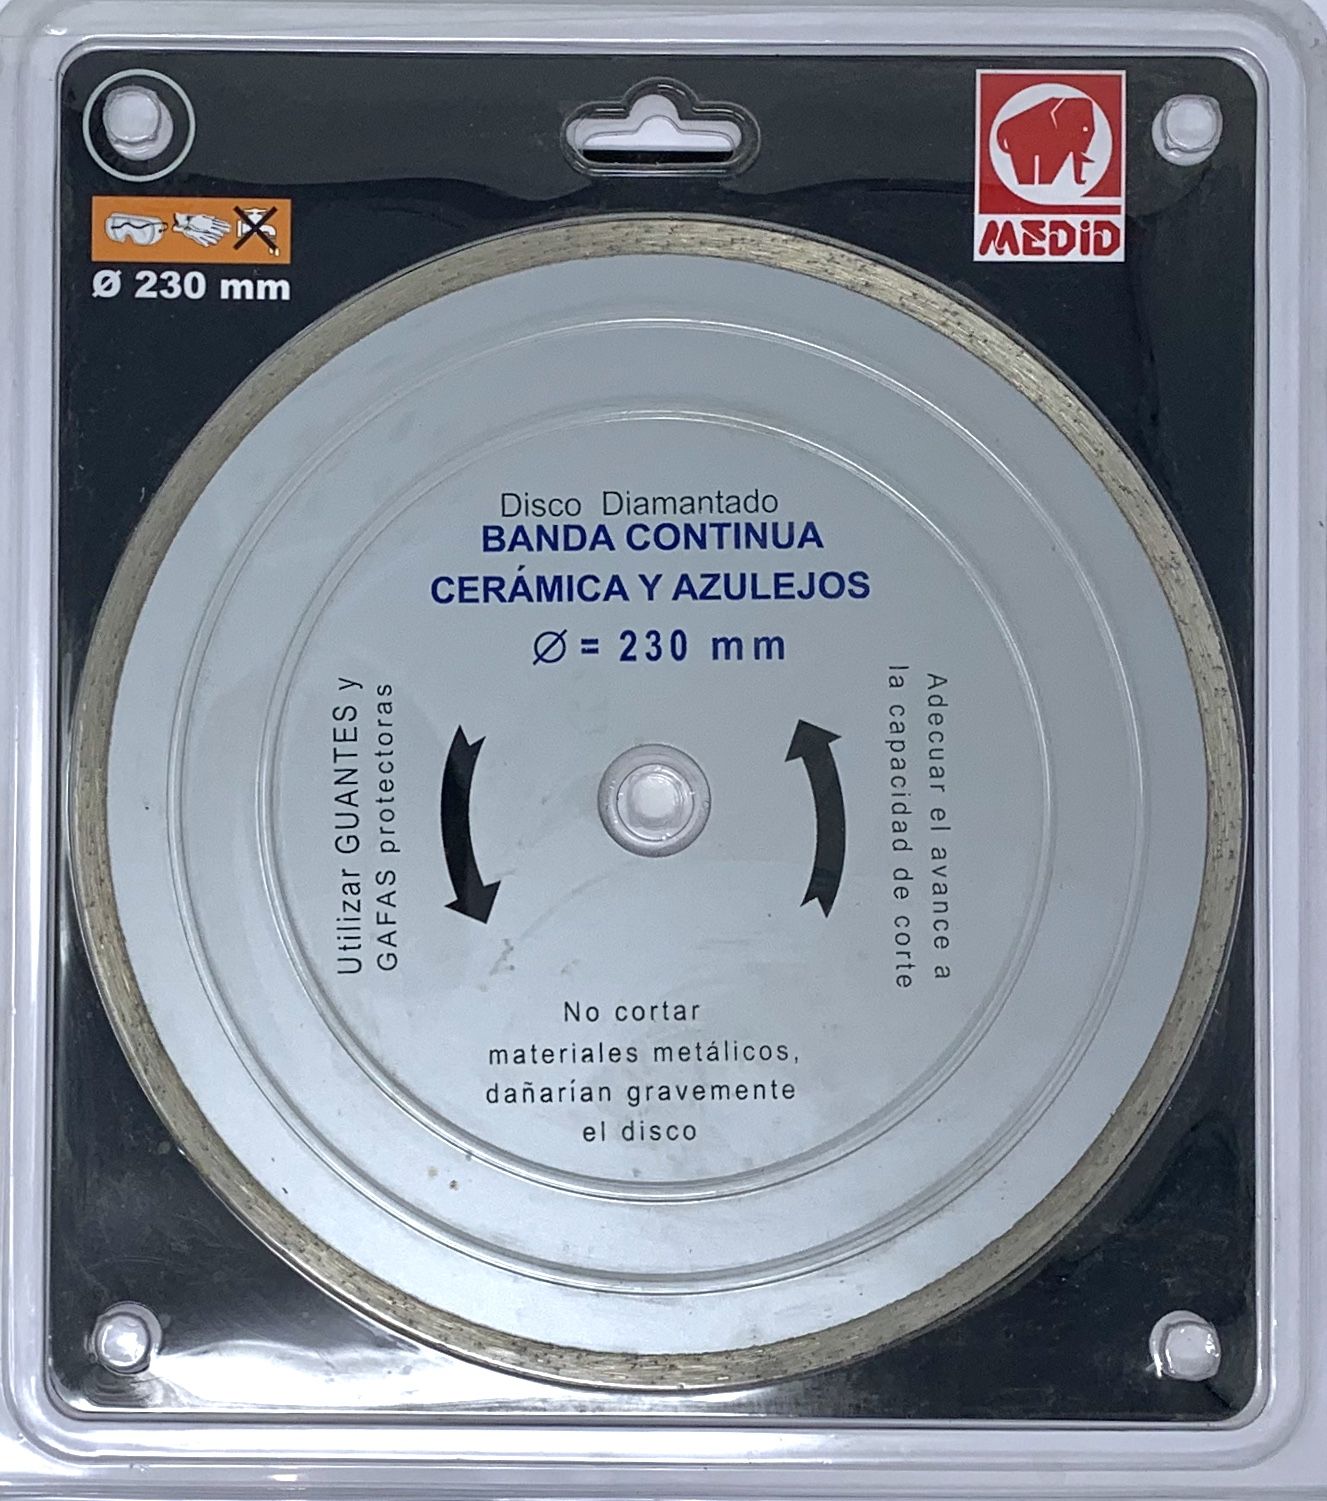 MEDID
Ø 230 mm
Disco Diamantado
BANDA CONTINUA
CERÁMICA Y AZULEJOS
Ø = 230 mm
Utilizar GUANTES y
GAFAS protectoras
Adecuar el avance a
la capacidad de corte
No cortar
materiales metálicos,
dañarían gravemente
el disco